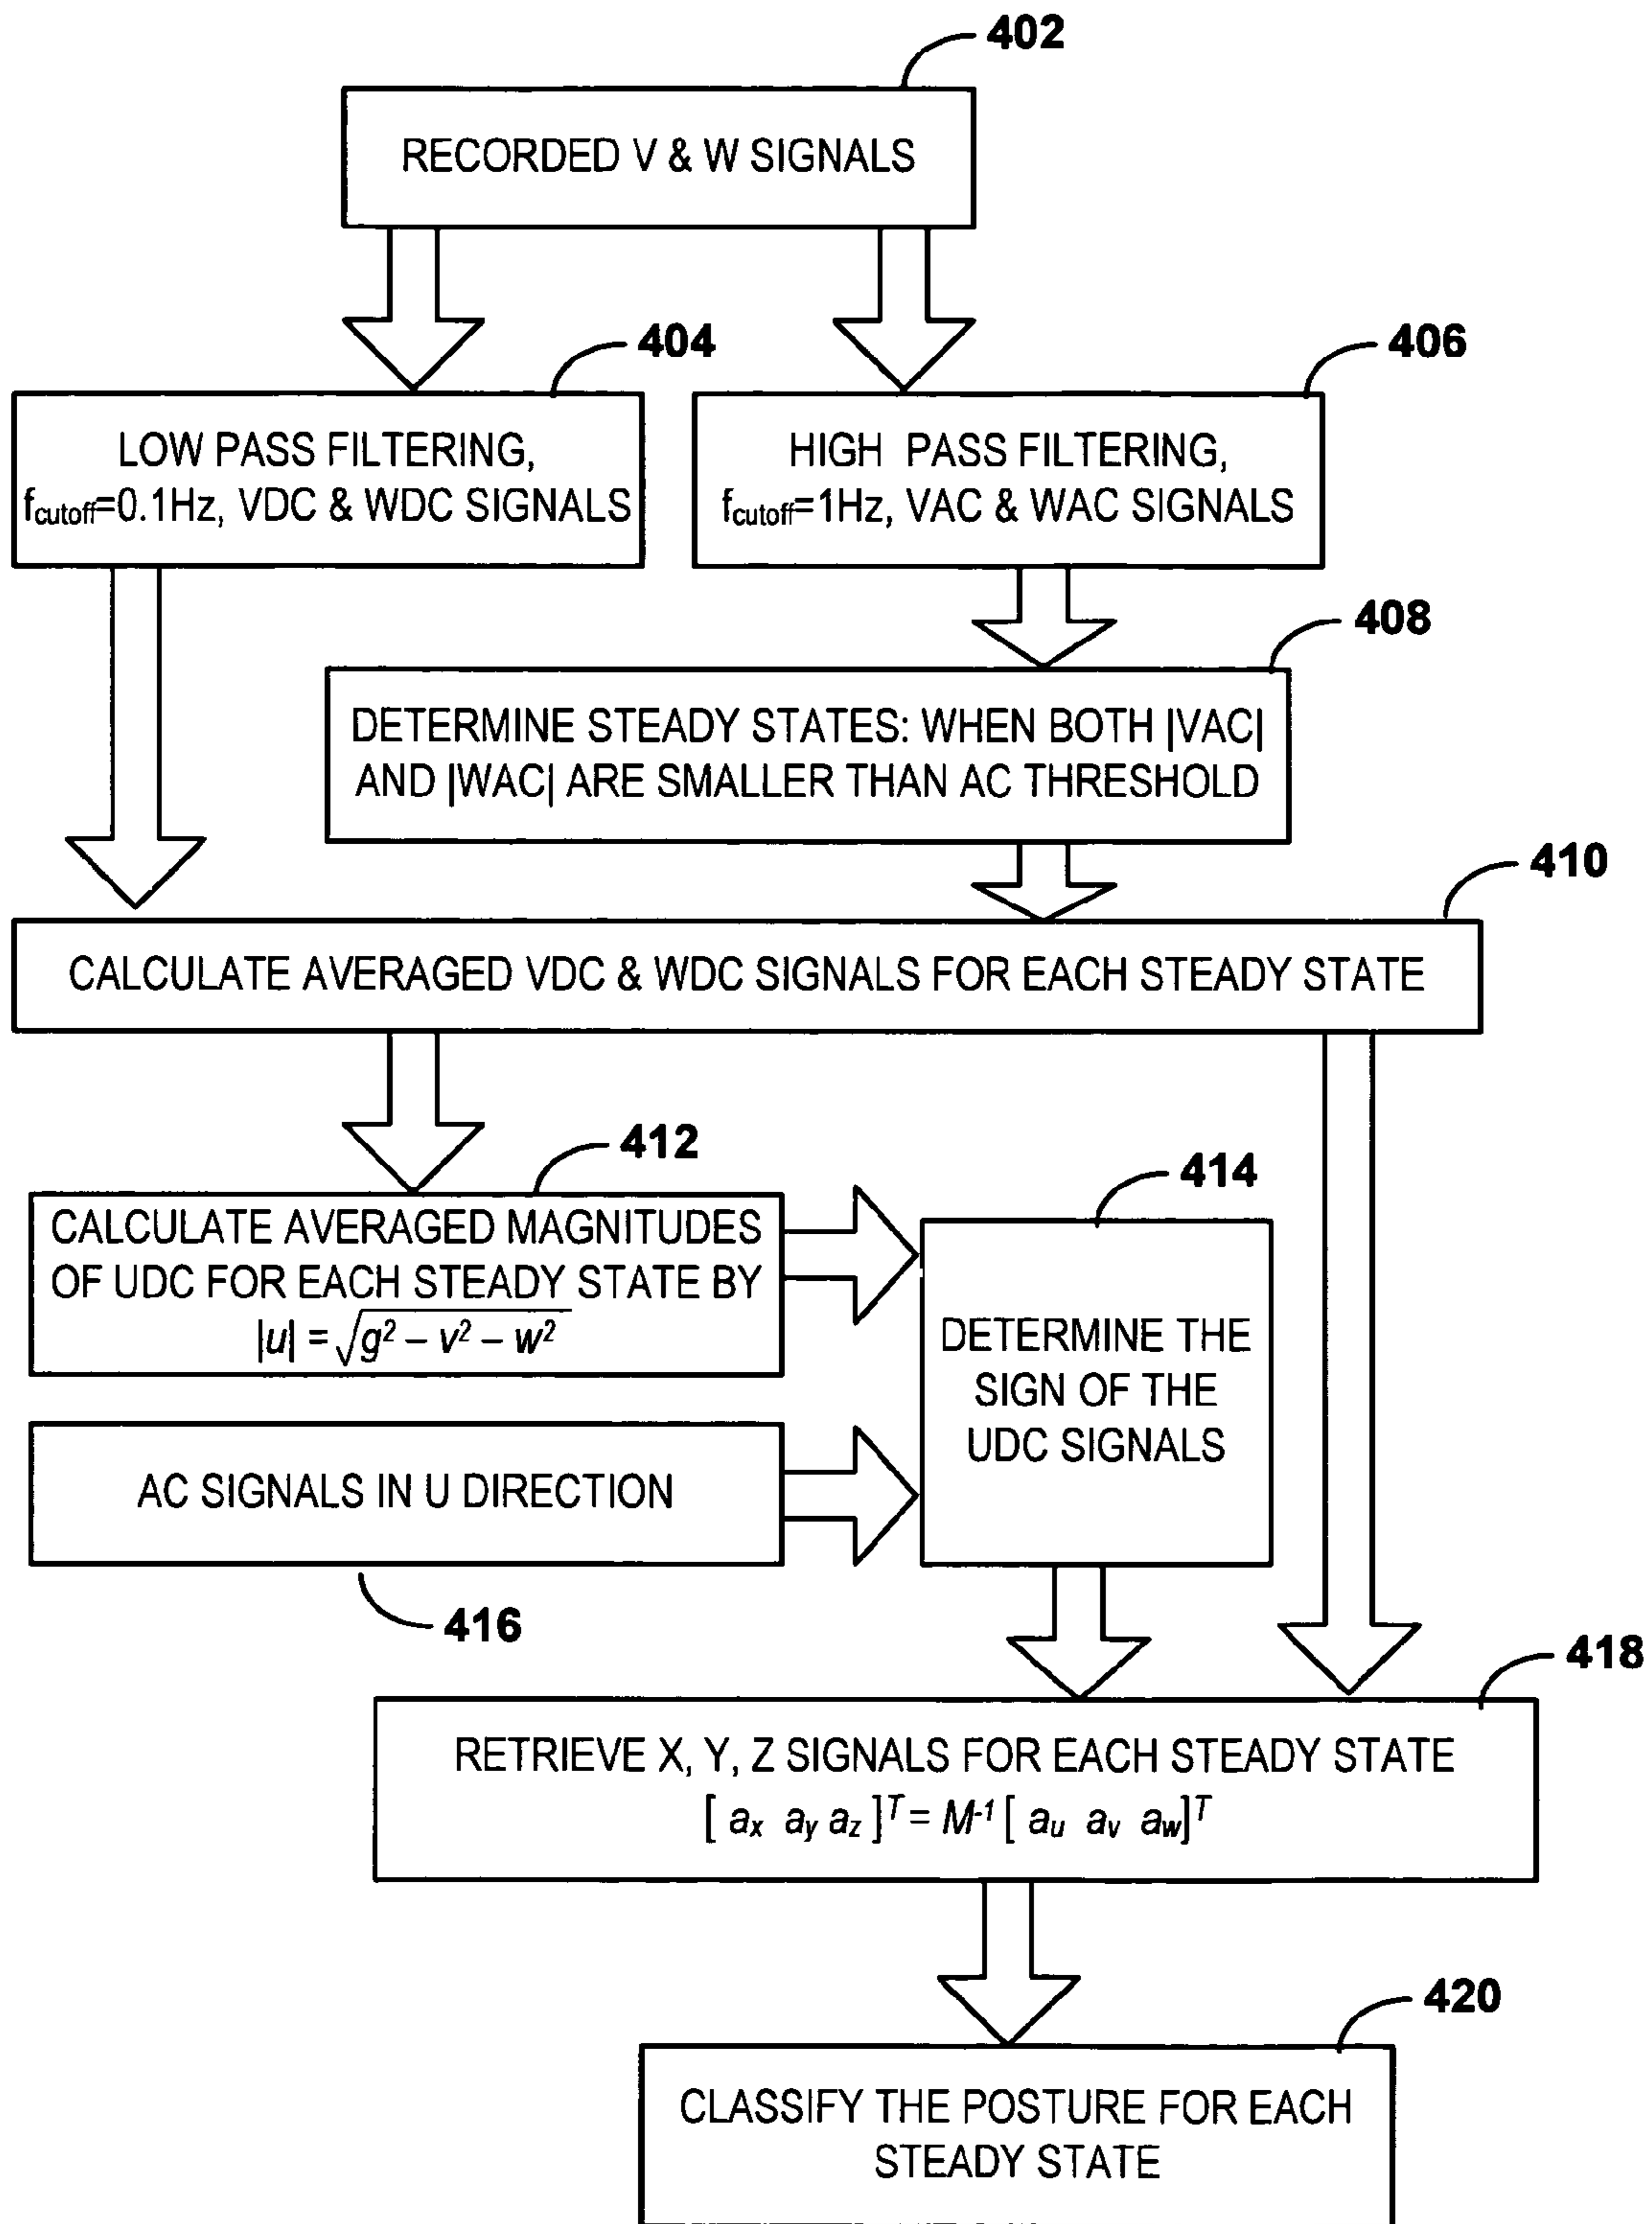 402
RECORDED V & W SIGNALS
404
406
LOW PASS FILTERING,
fcutoff=0.1Hz, VDC & WDC SIGNALS
HIGH PASS FILTERING,
fcutoff=1Hz, VAC & WAC SIGNALS
408
DETERMINE STEADY STATES: WHEN BOTH |VAC|
AND |WAC| ARE SMALLER THAN AC THRESHOLD
410
CALCULATE AVERAGED VDC & WDC SIGNALS FOR EACH STEADY STATE
412
414
CALCULATE AVERAGED MAGNITUDES
OF UDC FOR EACH STEADY STATE BY
|u| = √g² – v² – w²
DETERMINE THE
SIGN OF THE
UDC SIGNALS
AC SIGNALS IN U DIRECTION
416
418
RETRIEVE X, Y, Z SIGNALS FOR EACH STEADY STATE
[ ax ay az ]ᵀ = M⁻¹ [ au av aw]ᵀ
420
CLASSIFY THE POSTURE FOR EACH
STEADY STATE